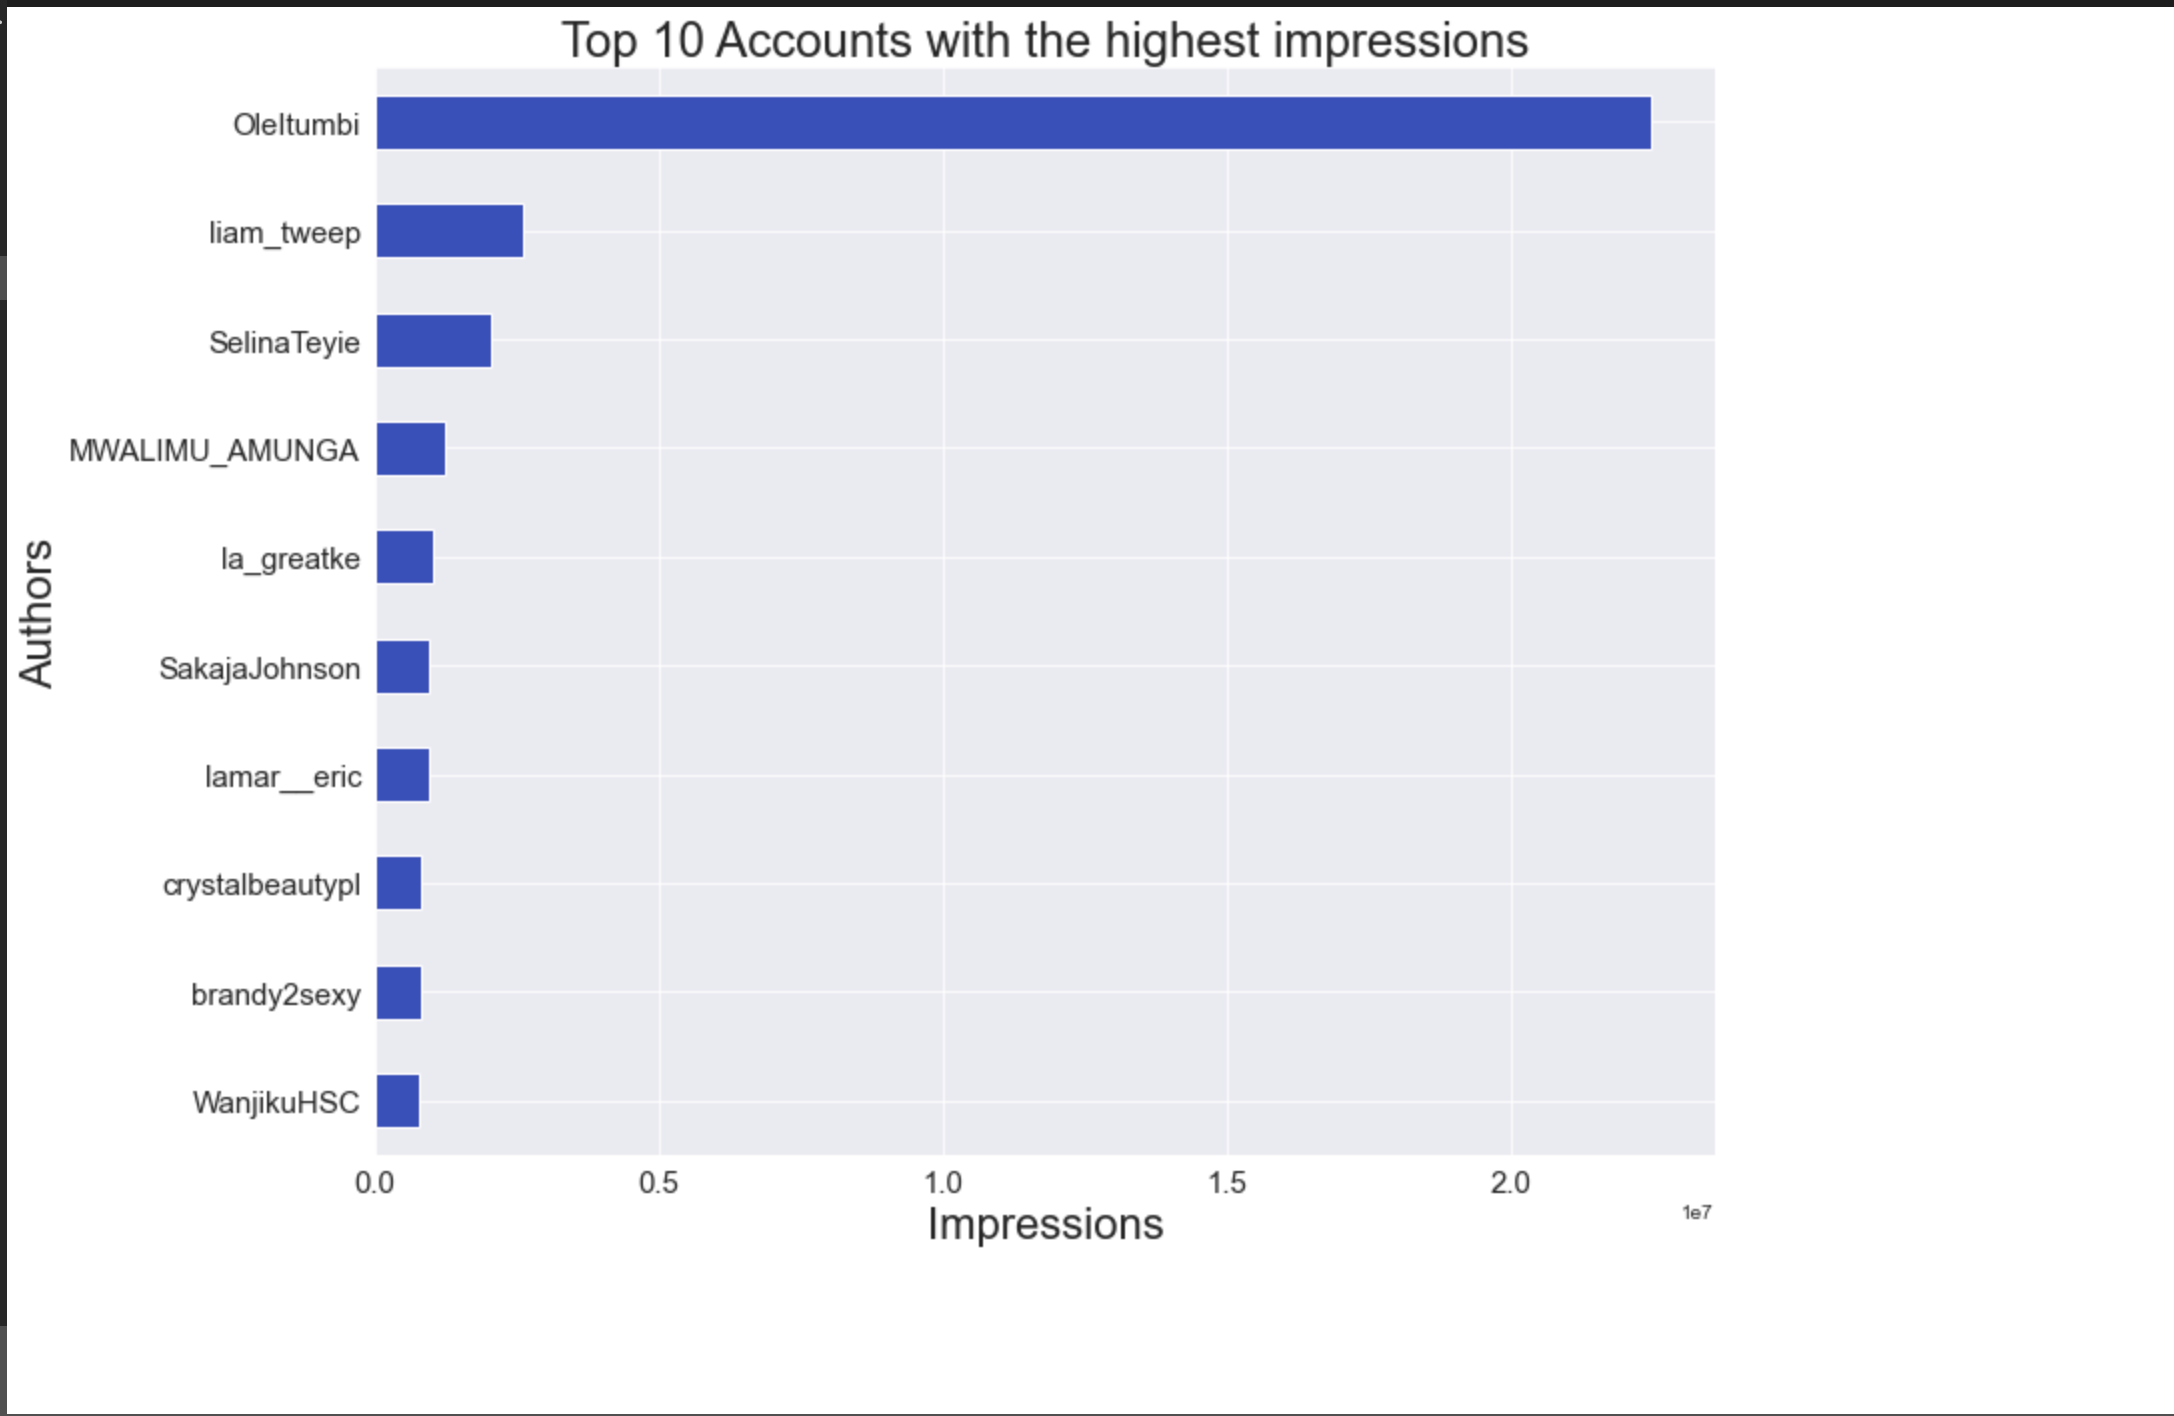 Top 10 Accounts with the highest impressions
OleItumbi
liam_tweep
SelinaTeyie
MWALIMU_AMUNGA
la_greatke
SakajaJohnson
lamar__eric
crystalbeautypl
brandy2sexy
WanjikuHSC
Authors
0.0 0.5 1.0 1.5 2.0
1e7
Impressions